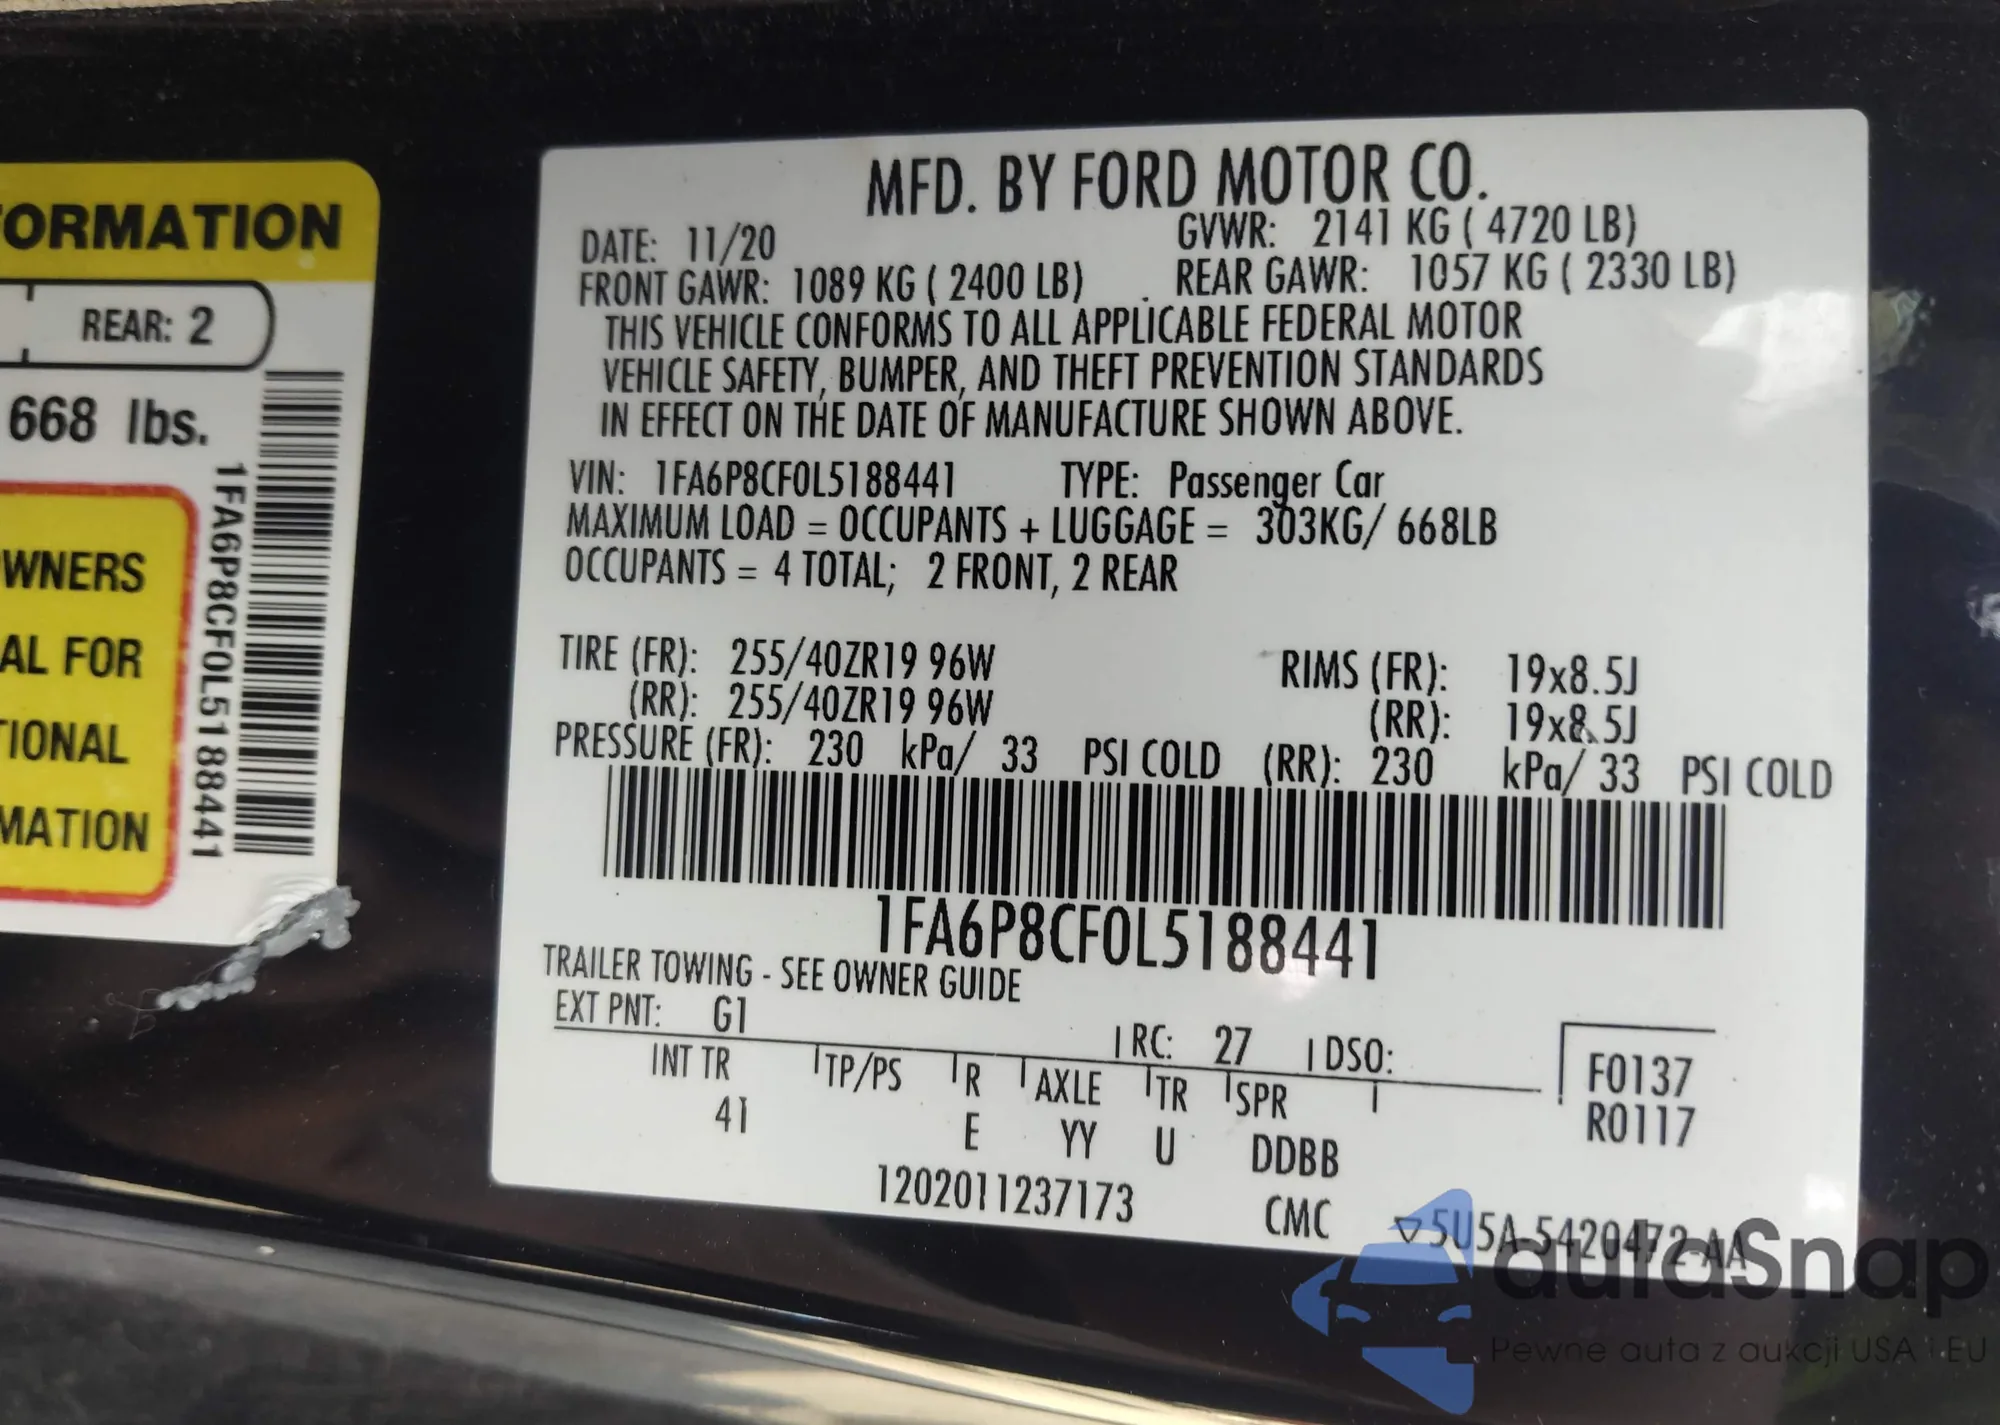 FORMATION
REAR: 2
668 lbs.
1FA6P8CF0L5188441
OWNERS
AL FOR
TIONAL
MATION
MFD. BY FORD MOTOR CO.
DATE: 11/20 GVWR: 2141 KG ( 4720 LB)
FRONT GAWR: 1089 KG ( 2400 LB) REAR GAWR: 1057 KG ( 2330 LB)
THIS VEHICLE CONFORMS TO ALL APPLICABLE FEDERAL MOTOR
VEHICLE SAFETY, BUMPER, AND THEFT PREVENTION STANDARDS
IN EFFECT ON THE DATE OF MANUFACTURE SHOWN ABOVE.
VIN: 1FA6P8CF0L5188441 TYPE: Passenger Car
MAXIMUM LOAD = OCCUPANTS + LUGGAGE = 303KG/ 668LB
OCCUPANTS = 4 TOTAL; 2 FRONT, 2 REAR
TIRE (FR): 255/40ZR19 96W RIMS (FR): 19x8.5J
(RR): 255/40ZR19 96W (RR): 19x8.5J
PRESSURE (FR): 230 kPa/ 33 PSI COLD (RR): 230 kPa/ 33 PSI COLD
1FA6P8CF0L5188441
TRAILER TOWING - SEE OWNER GUIDE
EXT PNT: G1 RC: 27 DSO:
INT TR TP/PS R AXLE TR SPR F0137
41 E YY U DDBB R0117
1202011237173 CMC ▽5U5A-5420472-AA
autaSnap
Pewne auta z aukcji USA i EU